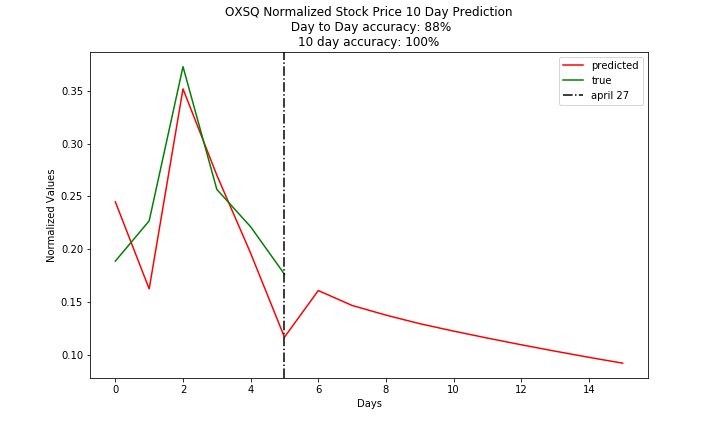 OXSQ Normalized Stock Price 10 Day Prediction
Day to Day accuracy: 88%
10 day accuracy: 100%
predicted
true
april 27
Normalized Values
0.35
0.30
0.25
0.20
0.15
0.10
0 2 4 6 8 10 12 14
Days